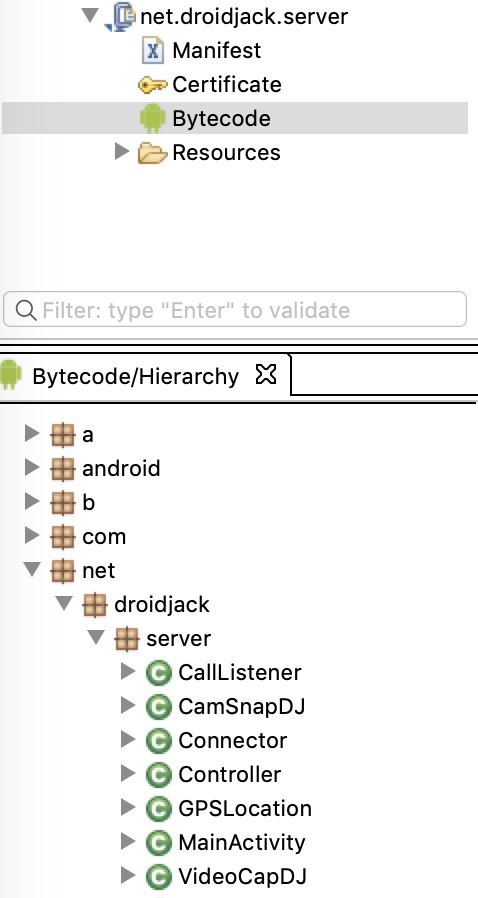 net.droidjack.server
Manifest
Certificate
Bytecode
Resources
Filter: type "Enter" to validate
Bytecode/Hierarchy
a
android
b
com
net
droidjack
server
CallListener
CamSnapDJ
Connector
Controller
GPSLocation
MainActivity
VideoCapDJ